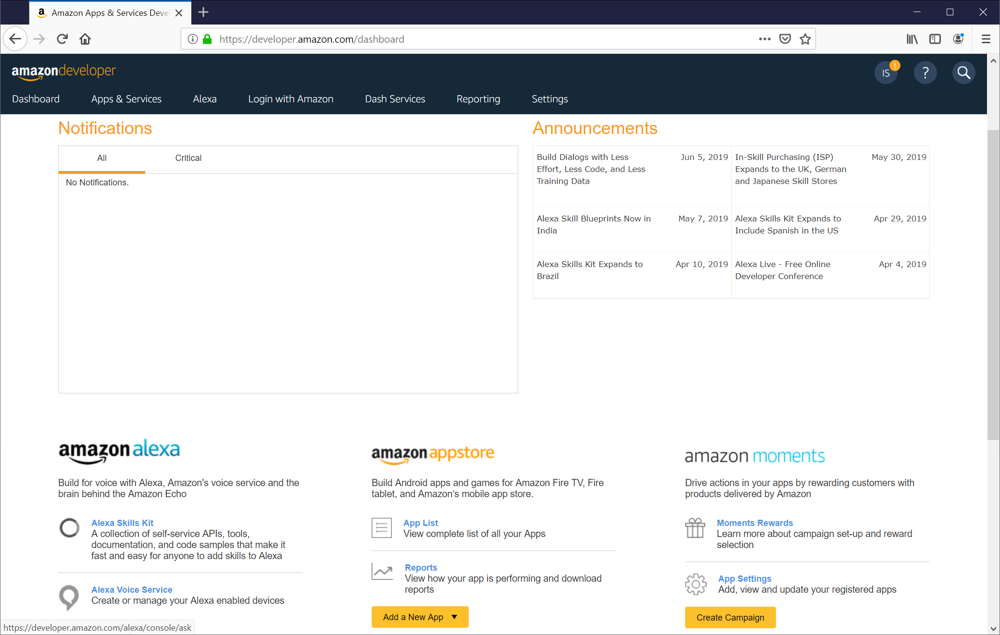 Amazon Apps & Services Devel
https://developer.amazon.com/dashboard
amazondeveloper
IS
!
?
Dashboard
Apps & Services
Alexa
Login with Amazon
Dash Services
Reporting
Settings
Notifications
All
Critical
No Notifications.
Announcements
Build Dialogs with Less
Effort, Less Code, and Less
Training Data
Jun 5, 2019
In-Skill Purchasing (ISP)
Expands to the UK, German
and Japanese Skill Stores
May 30, 2019
Alexa Skill Blueprints Now in
India
May 7, 2019
Alexa Skills Kit Expands to
Include Spanish in the US
Apr 29, 2019
Alexa Skills Kit Expands to
Brazil
Apr 10, 2019
Alexa Live - Free Online
Developer Conference
Apr 4, 2019
amazon alexa
Build for voice with Alexa, Amazon's voice service and the
brain behind the Amazon Echo
Alexa Skills Kit
A collection of self-service APIs, tools,
documentation, and code samples that make it
fast and easy for anyone to add skills to Alexa
Alexa Voice Service
Create or manage your Alexa enabled devices
amazon appstore
Build Android apps and games for Amazon Fire TV, Fire
tablet, and Amazon’s mobile app store.
App List
View complete list of all your Apps
Reports
View how your app is performing and download
reports
Add a New App
amazon moments
Drive actions in your apps by rewarding customers with
products delivered by Amazon
Moments Rewards
Learn more about campaign set-up and reward
selection
App Settings
Add, view and update your registered apps
Create Campaign
https://developer.amazon.com/alexa/console/ask